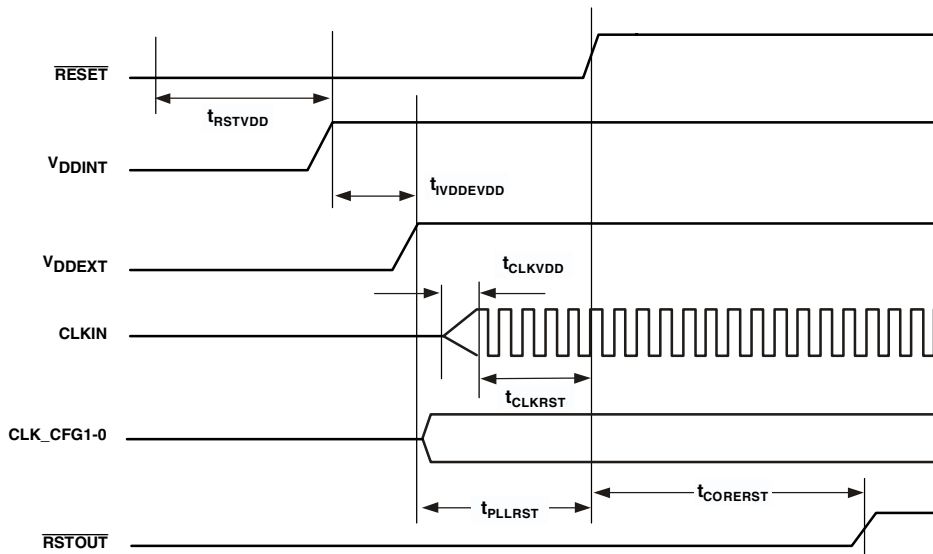 RESET
tRSTVDD
VDDINT
tIVDDEVDD
VDDEXT
tCLKVDD
CLKIN
tCLKRST
CLK_CFG1-0
tPLLRST
tCORERST
RSTOUT